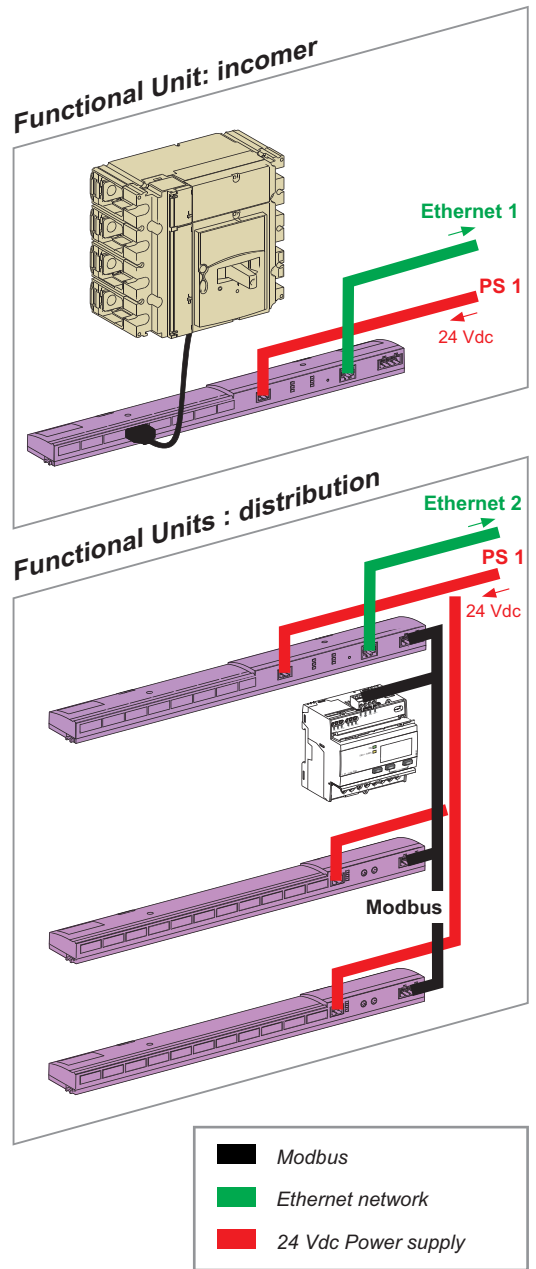 Functional Unit: incomer
Ethernet 1
PS 1
24 Vdc
Functional Units : distribution
Ethernet 2
PS 1
24 Vdc
Modbus
Modbus
Ethernet network
24 Vdc Power supply